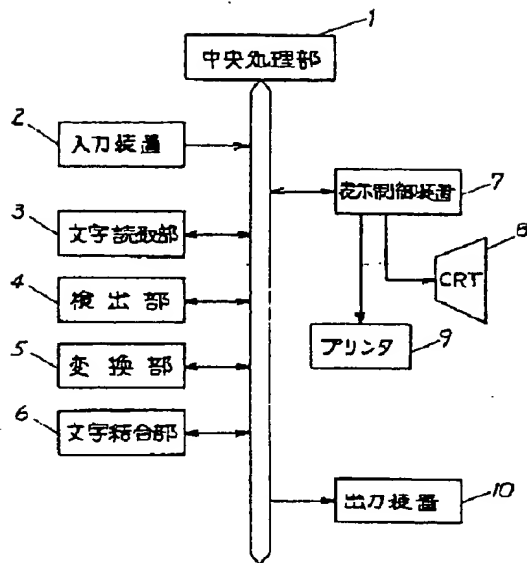 1
中央処理部
2
入力装置
3
文字読取部
4
検出部
5
変換部
6
文字結合部
表示制御装置
7
8
CRT
プリンタ
9
出力装置
10